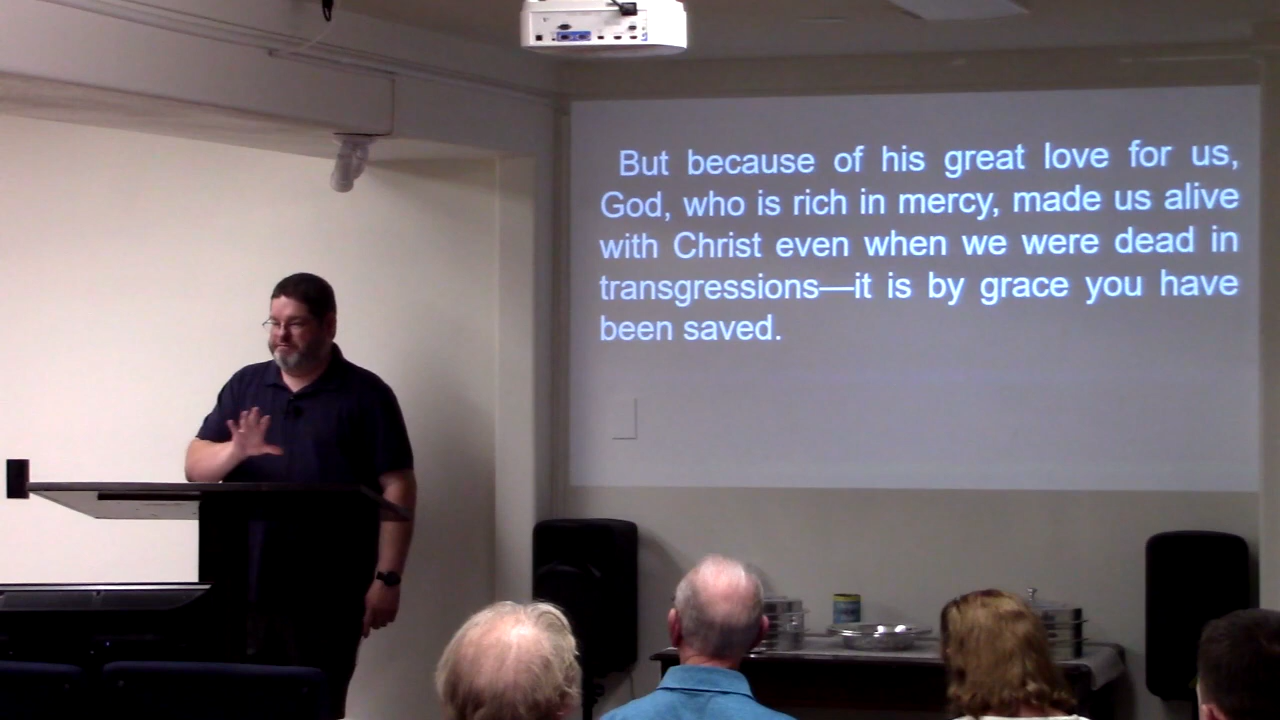 But because of his great love for us,
God, who is rich in mercy, made us alive
with Christ even when we were dead in
transgressions—it is by grace you have
been saved.